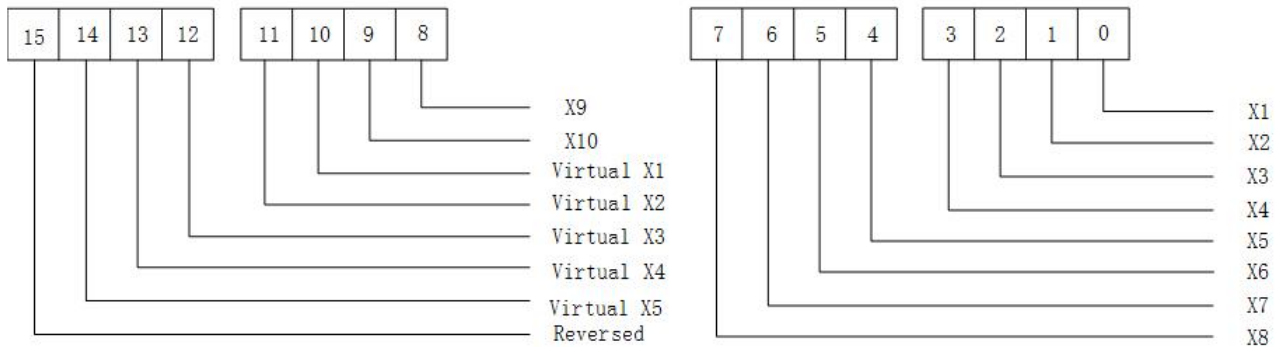 15 14 13 12 11 10 9 8 7 6 5 4 3 2 1 0
X9
X10
Virtual X1
Virtual X2
Virtual X3
Virtual X4
Virtual X5
Reversed
X1
X2
X3
X4
X5
X6
X7
X8